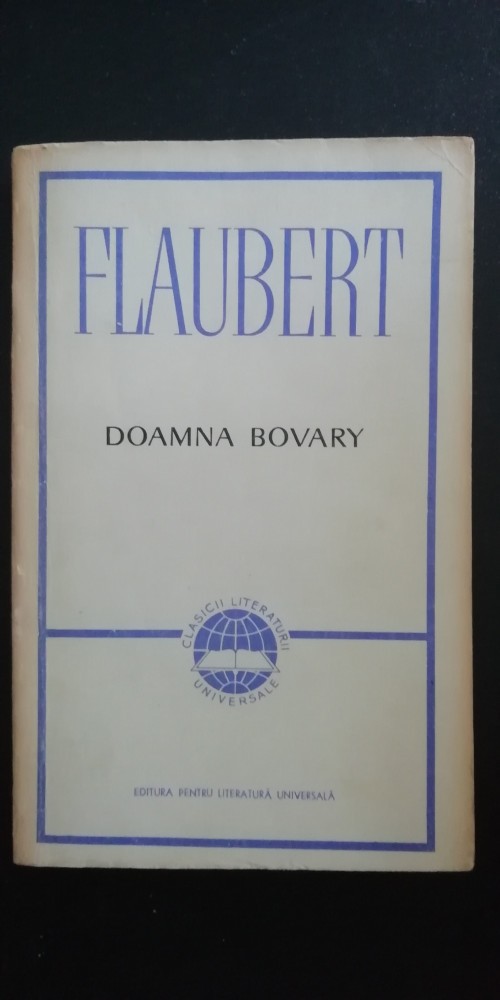 FLAUBERT
DOAMNA BOVARY
CLASICII LITERATURII
UNIVERSALE
EDITURA PENTRU LITERATURĂ UNIVERSALĂ